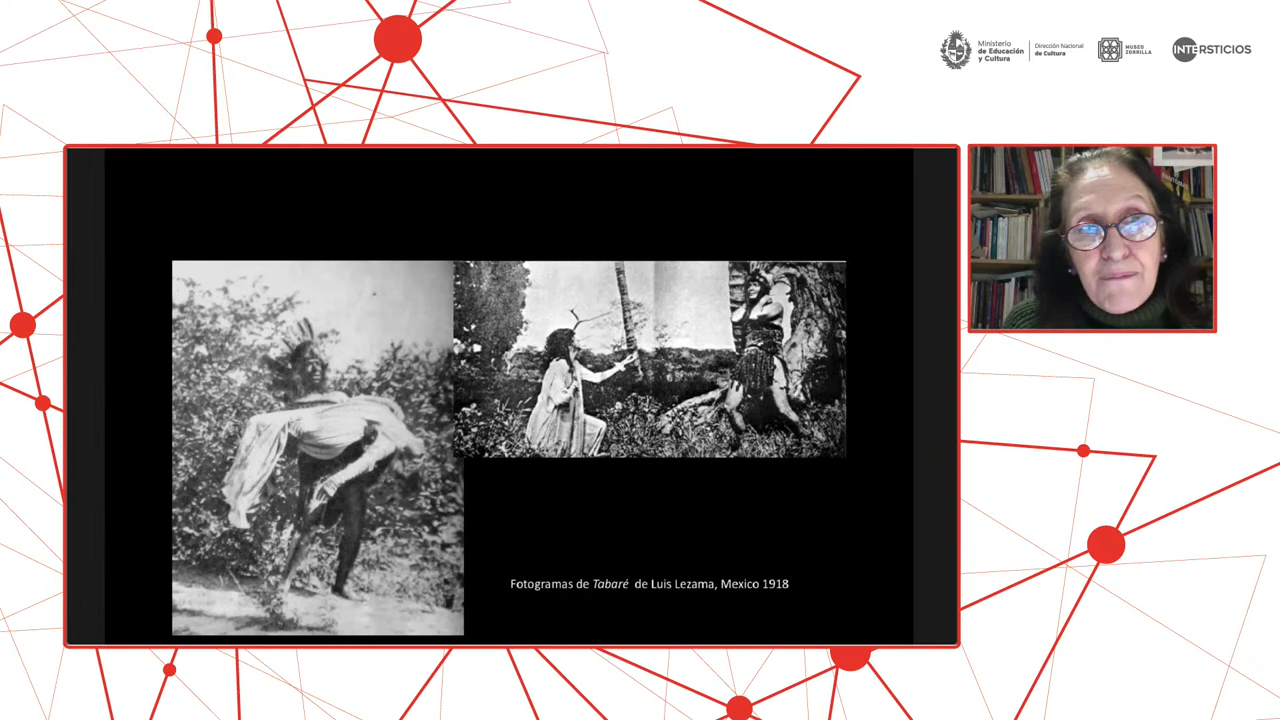 Ministerio
de Educación
y Cultura
Dirección Nacional
de Cultura
MUSEO
ZORRILLA
INTERSTICIOS
Fotogramas de Tabaré de Luis Lezama, Mexico 1918